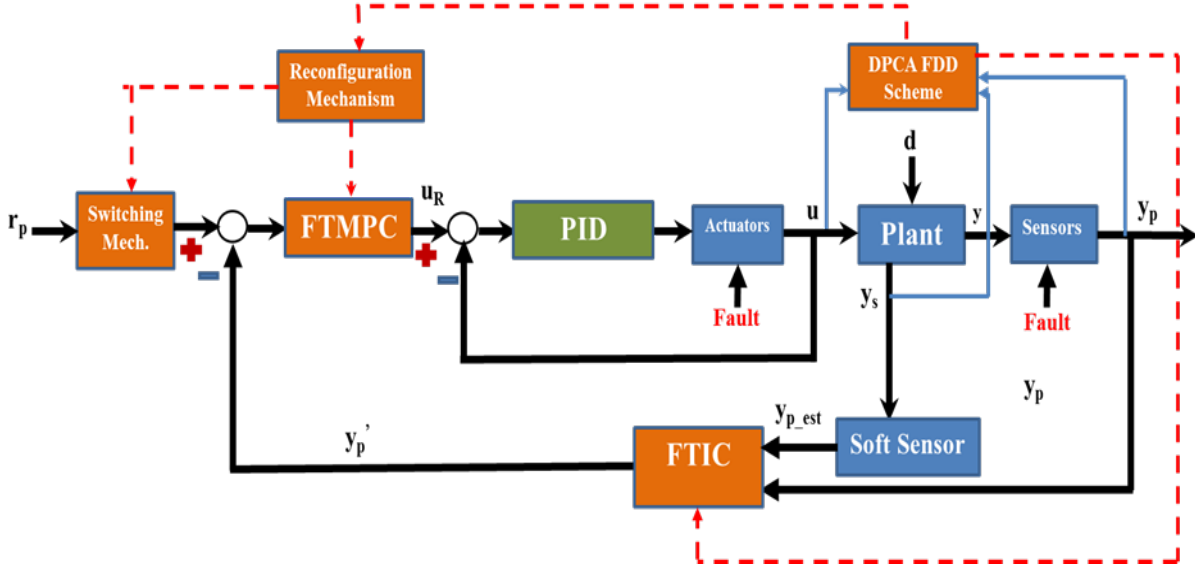 DPCA FDD
Scheme
Reconfiguration
Mechanism
d
r_p
Switching
Mech.
FTMPC
u_R
PID
Actuators
u
Plant
y
Sensors
y_p
Fault
y_s
Fault
y_p
y_p_est
Soft Sensor
y_p'
FTIC